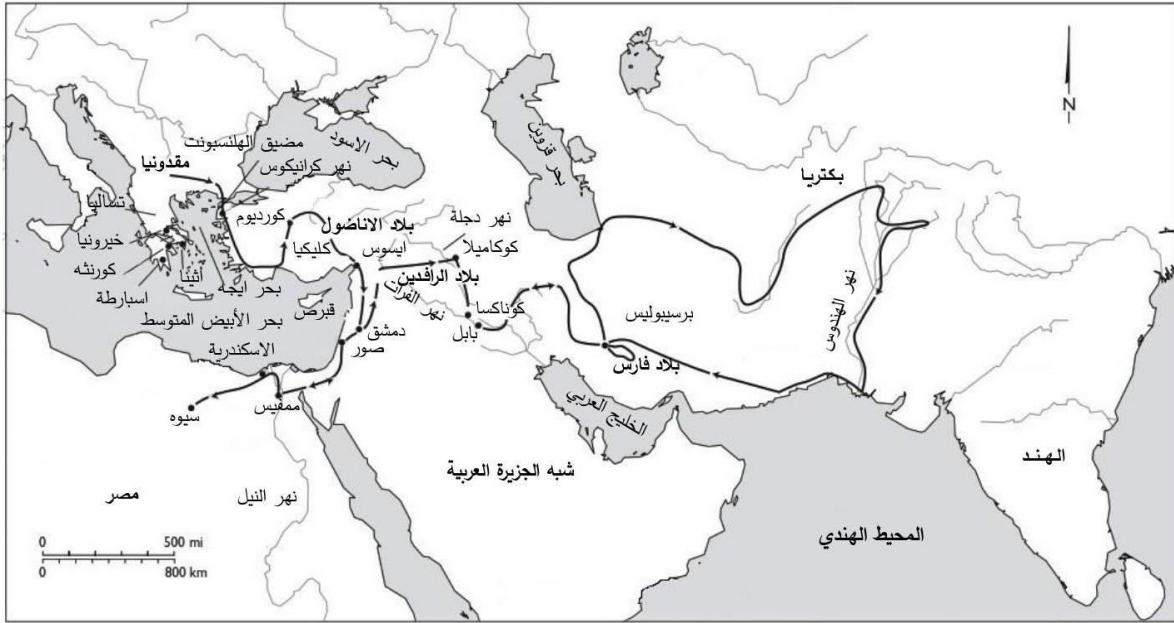 N
بحر الاسود
بحر قزوين
مضيق الهلنسبونت
نهر كرانيكوس
مقدونيا
بكتريا
تساليا
خيرونيا
كورنثه
اسبارطة
أثينا
بحر ايجه
كورديوم
بلاد الاناضول
كليكيا
ايسوس
نهر دجلة
كوكاميلا
بلاد الرافدين
نهر الفرات
كوناكسا
بابل
برسيبوليس
بلاد فارس
نهر الهندوس
قبرص
بحر الأبيض المتوسط
الاسكندرية
دمشق
صور
سيوه
ممفيس
الخليج العربي
شبه الجزيرة العربية
الهند
مصر
نهر النيل
المحيط الهندي
0 500 mi
0 800 km